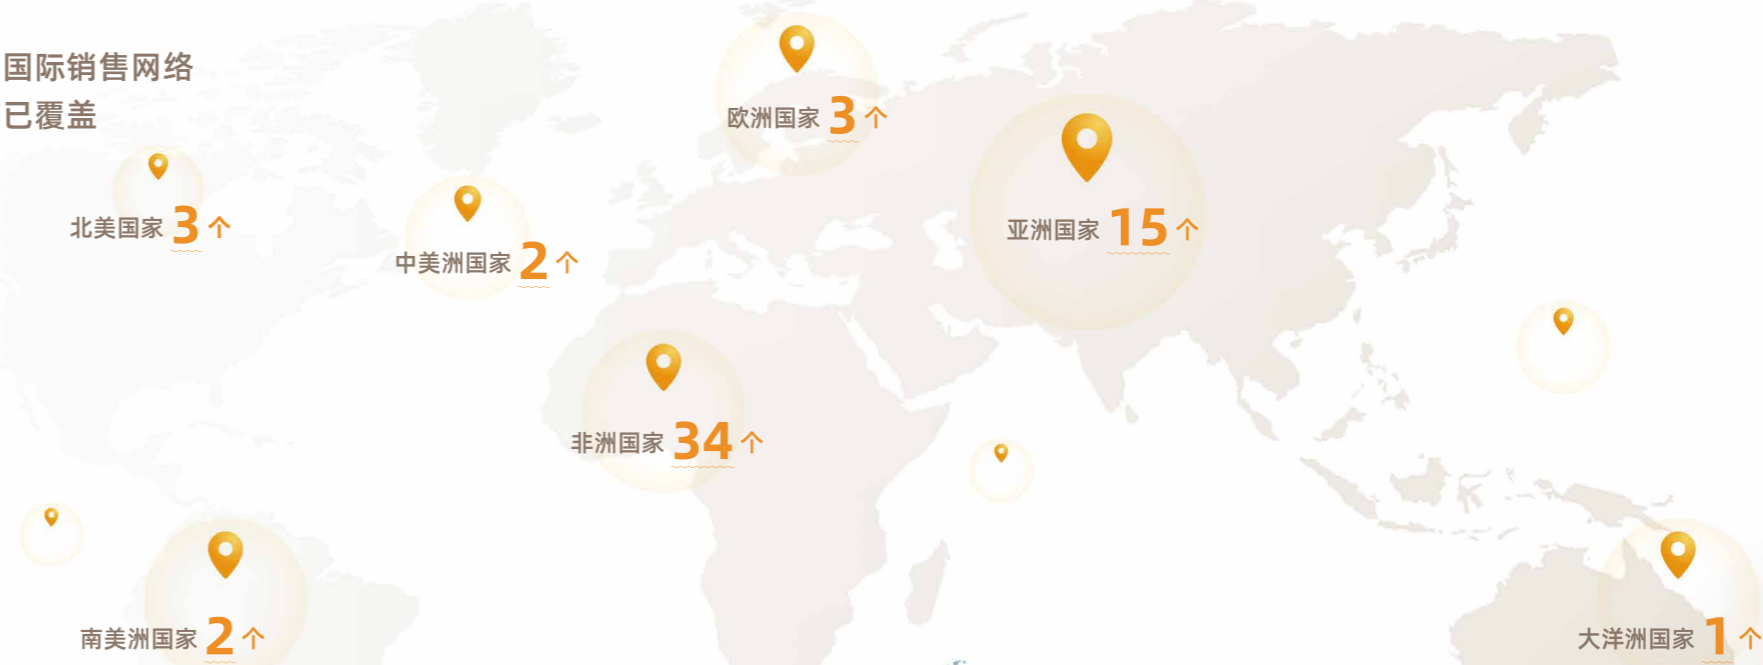 国际销售网络
已覆盖
欧洲国家 3 个
北美国家 3 个
亚洲国家 15 个
中美洲国家 2 个
非洲国家 34 个
南美洲国家 2 个
大洋洲国家 1 个